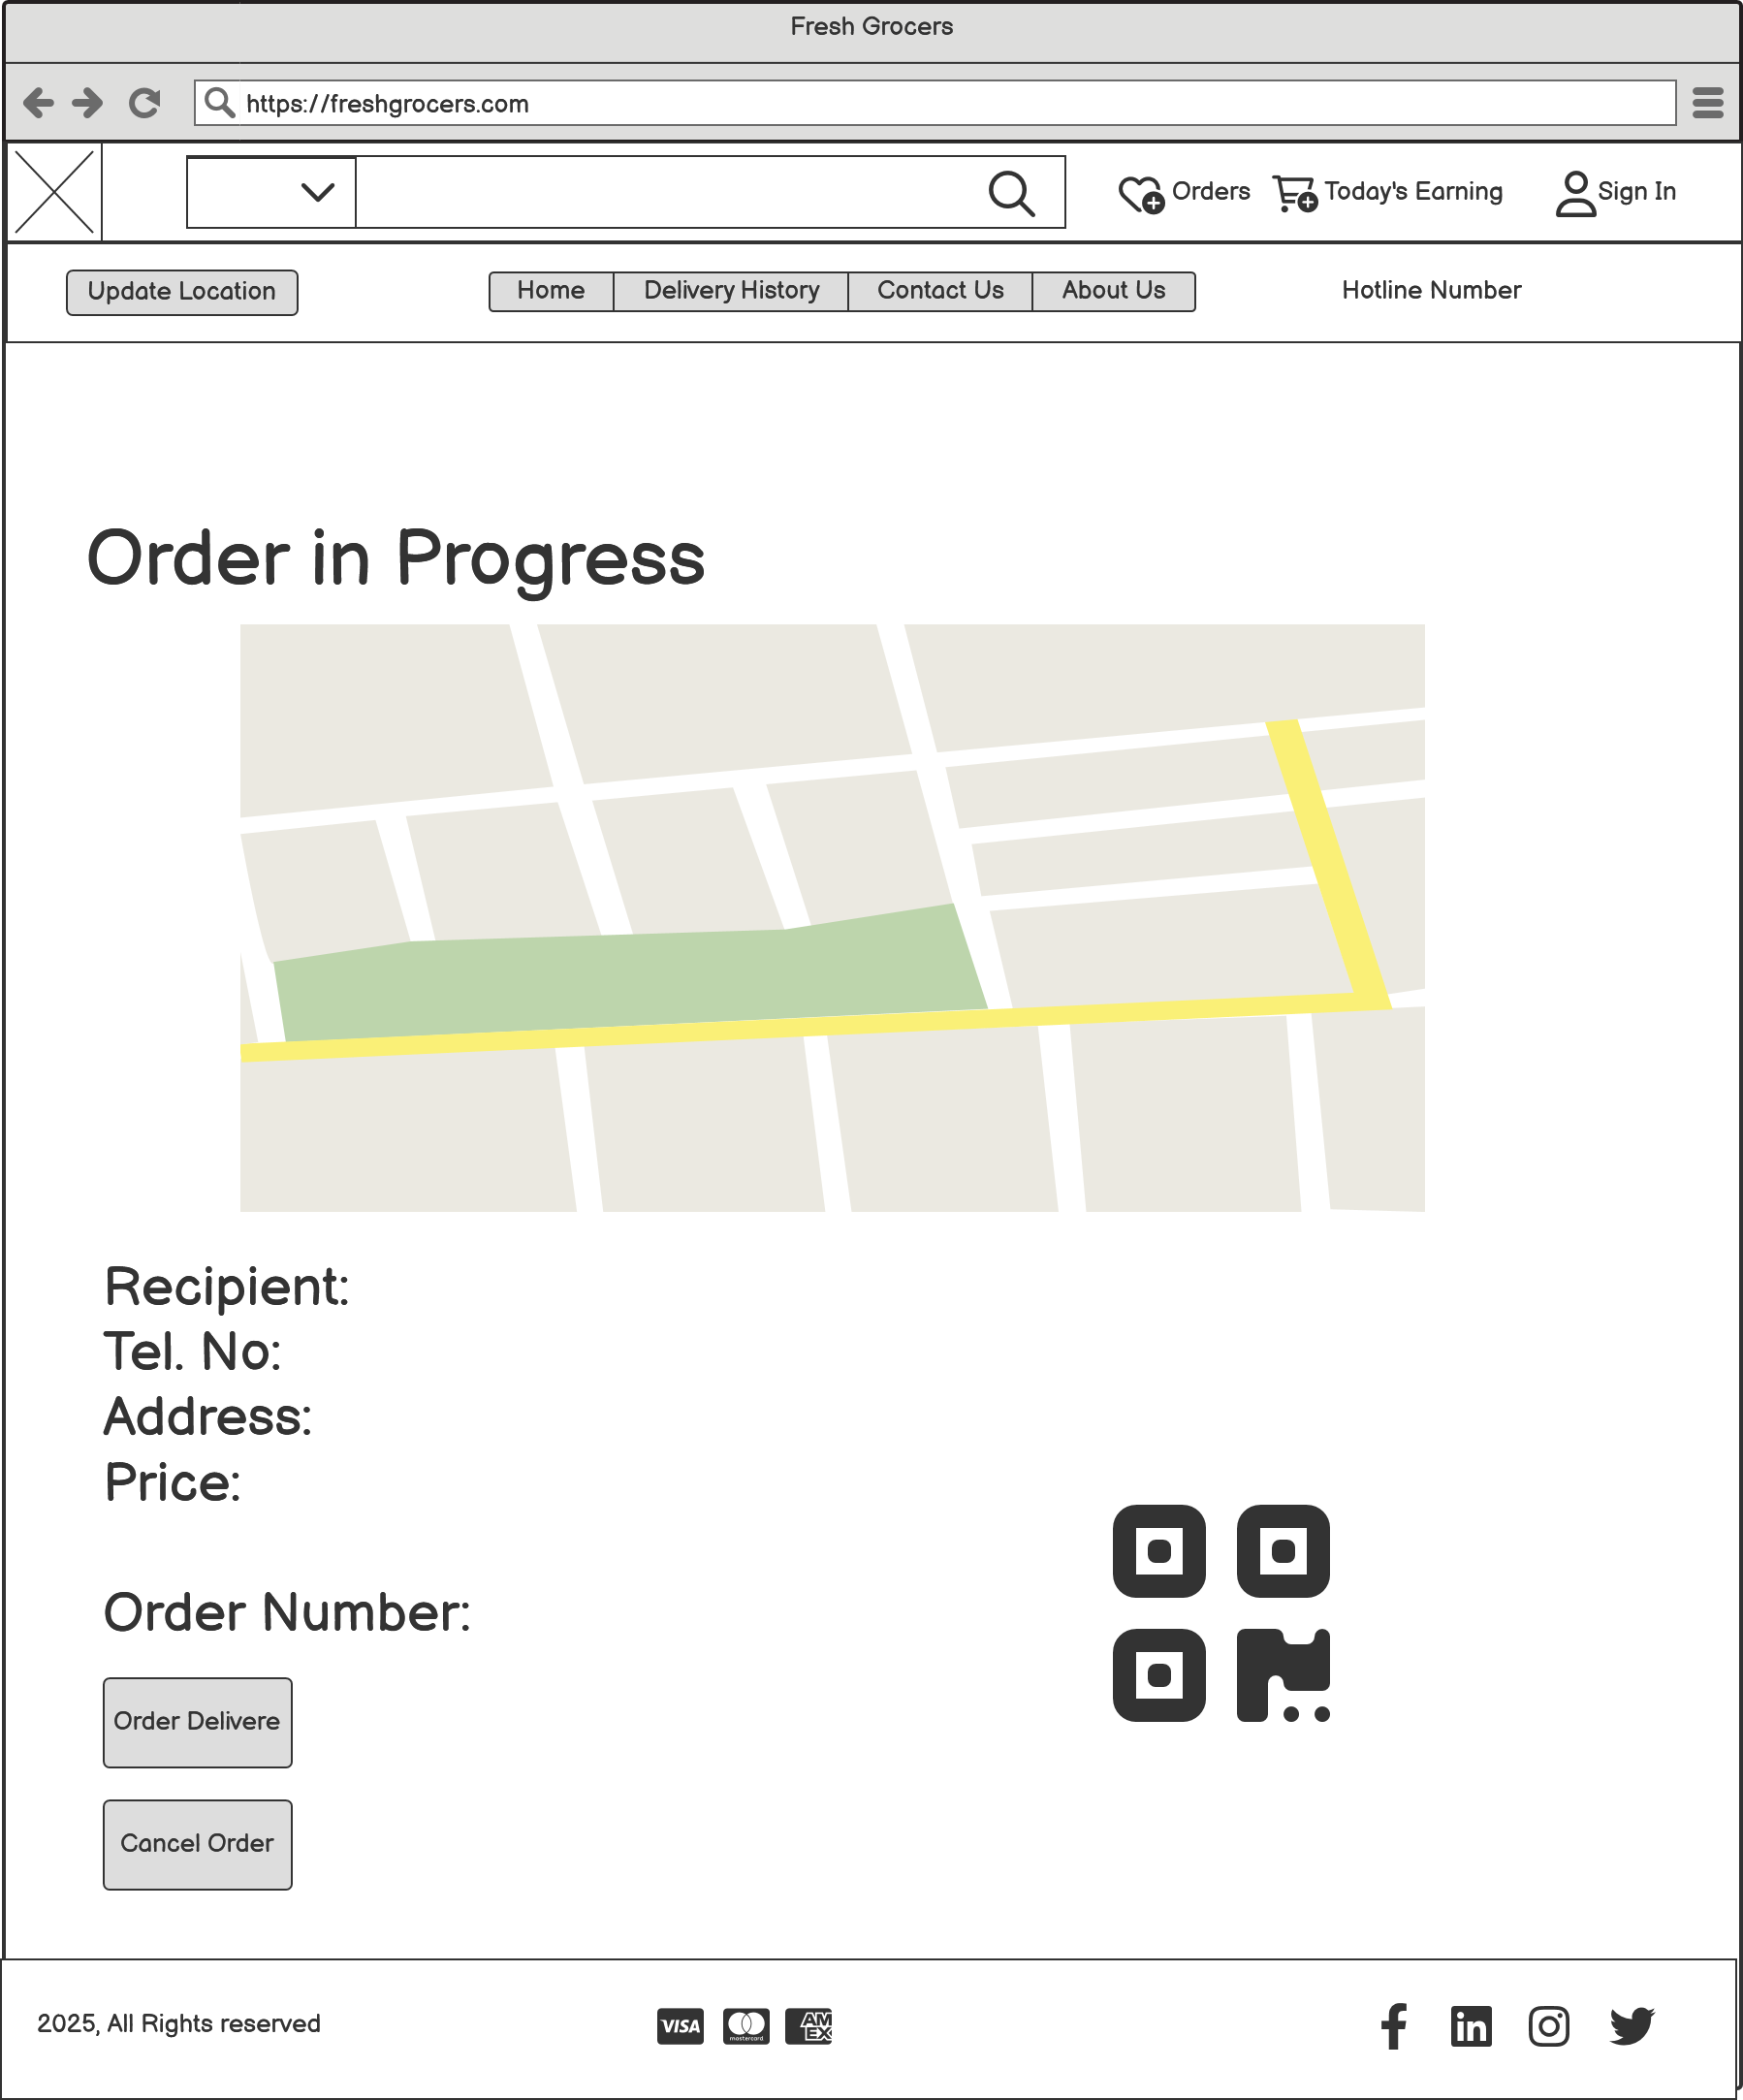 Fresh Grocers
https://freshgrocers.com
Orders
Today's Earning
Sign In
Update Location
Home
Delivery History
Contact Us
About Us
Hotline Number
Order in Progress
Recipient:
Tel. No:
Address:
Price:
Order Number:
Order Delivere
Cancel Order
2025, All Rights reserved
VISA
mastercard
AM
EX
in